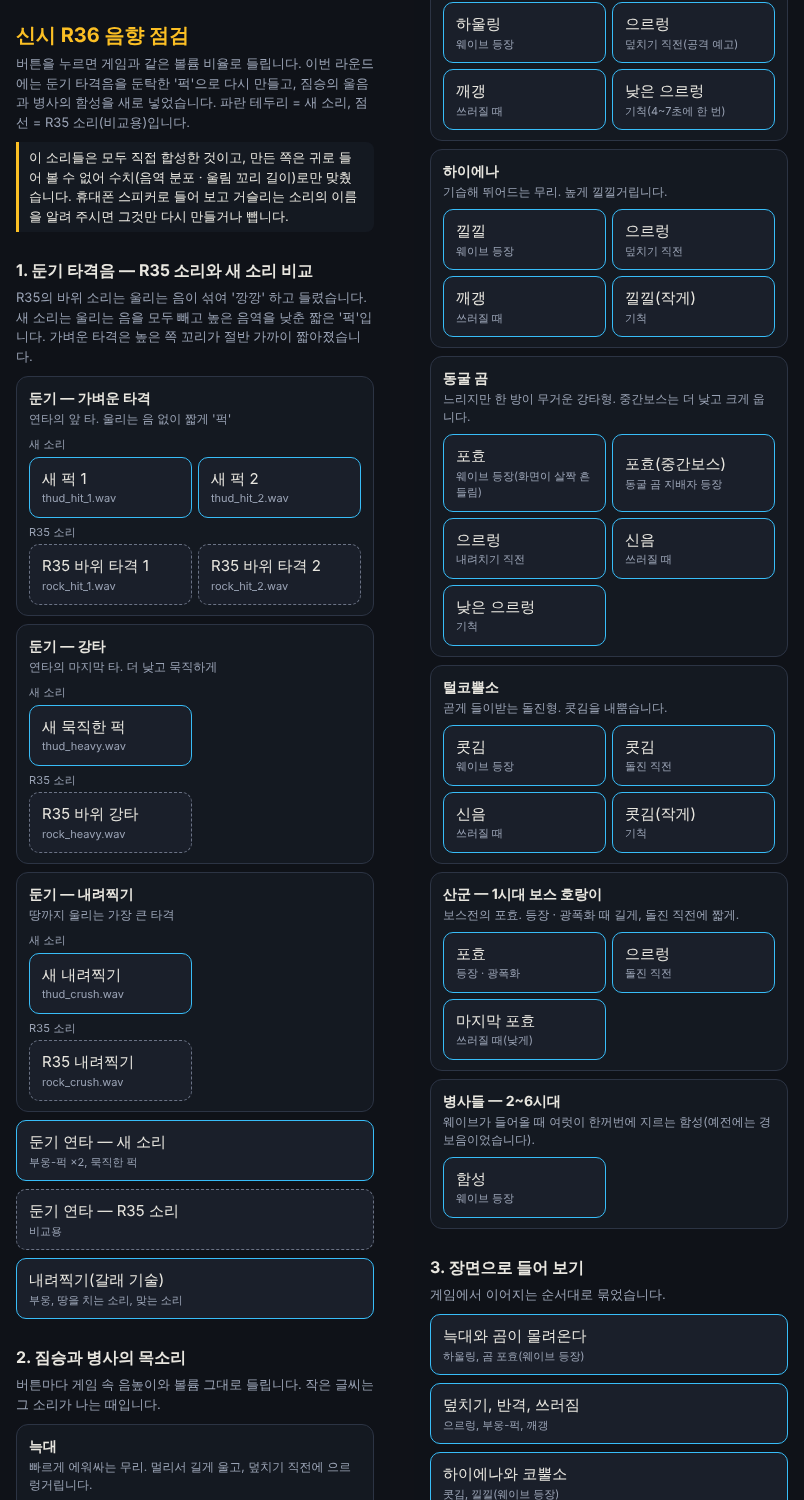 신시 R36 음향 점검
버튼을 누르면 게임과 같은 볼륨 비율로 들립니다. 이번 라운드
에는 둔기 타격음을 둔탁한 '퍽'으로 다시 만들고, 짐승의 울음
과 병사의 함성을 새로 넣었습니다. 파란 테두리 = 새 소리, 점
선 = R35 소리(비교용)입니다.
이 소리들은 모두 직접 합성한 것이고, 만든 쪽은 귀로 들
어 볼 수 없어 수치(음역 분포 · 울림 꼬리 길이)로만 맞췄
습니다. 휴대폰 스피커로 들어 보고 거슬리는 소리의 이름
을 알려 주시면 그것만 다시 만들거나 뺍니다.
1. 둔기 타격음 — R35 소리와 새 소리 비교
R35의 바위 소리는 울리는 음이 섞여 '깡깡' 하고 들렸습니다.
새 소리는 울리는 음을 모두 빼고 높은 음역을 낮춘 짧은 '퍽'입
니다. 가벼운 타격은 높은 쪽 꼬리가 절반 가까이 짧아졌습니
다.
둔기 — 가벼운 타격
연타의 앞 타. 울리는 음 없이 짧게 '퍽'
새 소리
새 퍽 1
thud_hit_1.wav
새 퍽 2
thud_hit_2.wav
R35 소리
R35 바위 타격 1
rock_hit_1.wav
R35 바위 타격 2
rock_hit_2.wav
둔기 — 강타
연타의 마지막 타. 더 낮고 묵직하게
새 소리
새 묵직한 퍽
thud_heavy.wav
R35 소리
R35 바위 강타
rock_heavy.wav
둔기 — 내려찍기
땅까지 울리는 가장 큰 타격
새 소리
새 내려찍기
thud_crush.wav
R35 소리
R35 내려찍기
rock_crush.wav
둔기 연타 — 새 소리
부웅-퍽 ×2, 묵직한 퍽
둔기 연타 — R35 소리
비교용
내려찍기(갈래 기술)
부웅, 땅을 치는 소리, 맞는 소리
2. 짐승과 병사의 목소리
버튼마다 게임 속 음높이와 볼륨 그대로 들립니다. 작은 글씨는
그 소리가 나는 때입니다.
늑대
빠르게 에워싸는 무리. 멀리서 길게 울고, 덮치기 직전에 으르
렁거립니다.
하울링
웨이브 등장
으르렁
덮치기 직전(공격 예고)
깨갱
쓰러질 때
낮은 으르렁
기척(4~7초에 한 번)
하이에나
기습해 뛰어드는 무리. 높게 낄낄거립니다.
낄낄
웨이브 등장
으르렁
덮치기 직전
깨갱
쓰러질 때
낄낄(작게)
기척
동굴 곰
느리지만 한 방이 무거운 강타형. 중간보스는 더 낮고 크게 웁
니다.
포효
웨이브 등장(화면이 살짝 흔
들림)
포효(중간보스)
동굴 곰 지배자 등장
으르렁
내려치기 직전
신음
쓰러질 때
낮은 으르렁
기척
털코뿔소
곧게 들이받는 돌진형. 콧김을 내뿜습니다.
콧김
웨이브 등장
콧김
돌진 직전
신음
쓰러질 때
콧김(작게)
기척
산군 — 1시대 보스 호랑이
보스전의 포효. 등장 · 광폭화 때 길게, 돌진 직전에 짧게.
포효
등장 · 광폭화
으르렁
돌진 직전
마지막 포효
쓰러질 때(낮게)
병사들 — 2~6시대
웨이브가 들어올 때 여럿이 한꺼번에 지르는 함성(예전에는 경
보음이었습니다).
함성
웨이브 등장
3. 장면으로 들어 보기
게임에서 이어지는 순서대로 묶었습니다.
늑대와 곰이 몰려온다
하울링, 곰 포효(웨이브 등장)
덮치기, 반격, 쓰러짐
으르렁, 부웅-퍽, 깨갱
하이에나와 코뿔소
콧김, 낄낄(웨이브 등장)